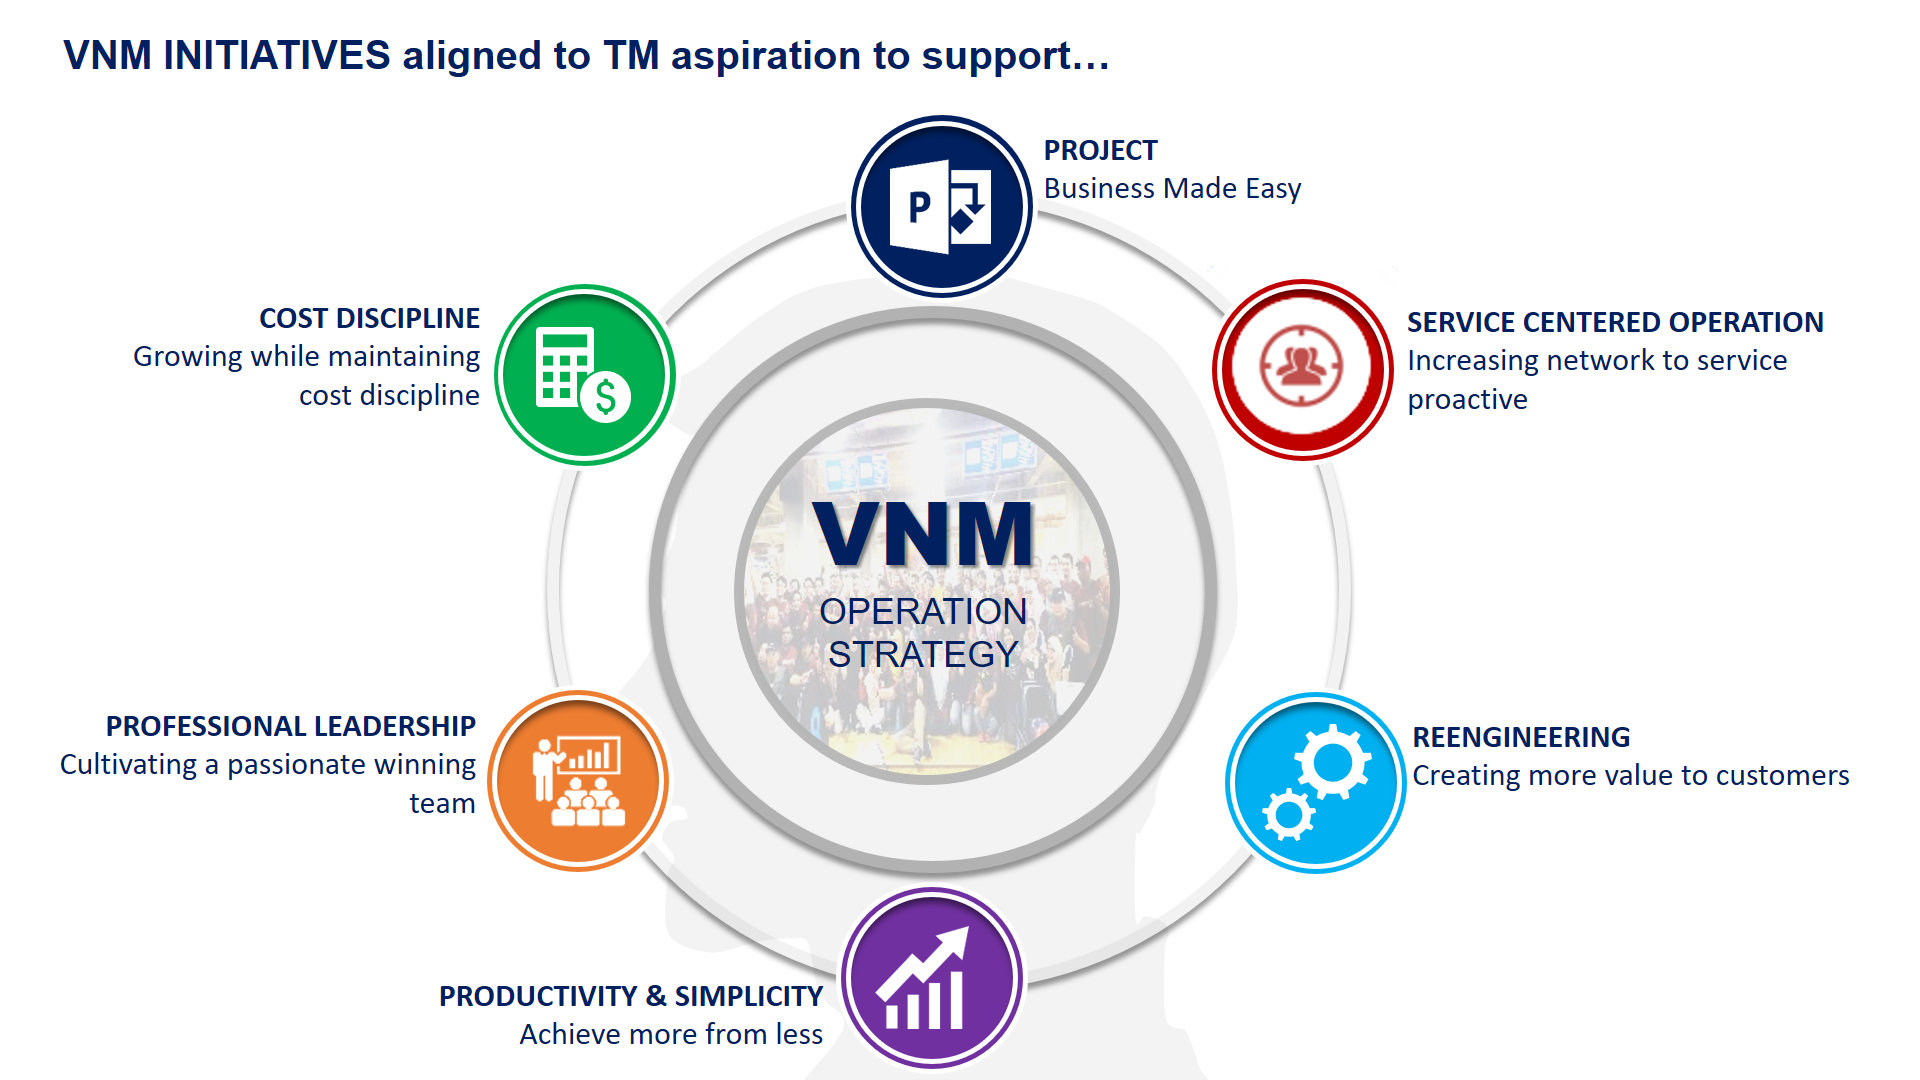 VNM INITIATIVES aligned to TM aspiration to support…
PROJECT
Business Made Easy
P
COST DISCIPLINE
Growing while maintaining
cost discipline
$
SERVICE CENTERED OPERATION
Increasing network to service
proactive
VNM
OPERATION
STRATEGY
PROFESSIONAL LEADERSHIP
Cultivating a passionate winning
team
REENGINEERING
Creating more value to customers
PRODUCTIVITY & SIMPLICITY
Achieve more from less